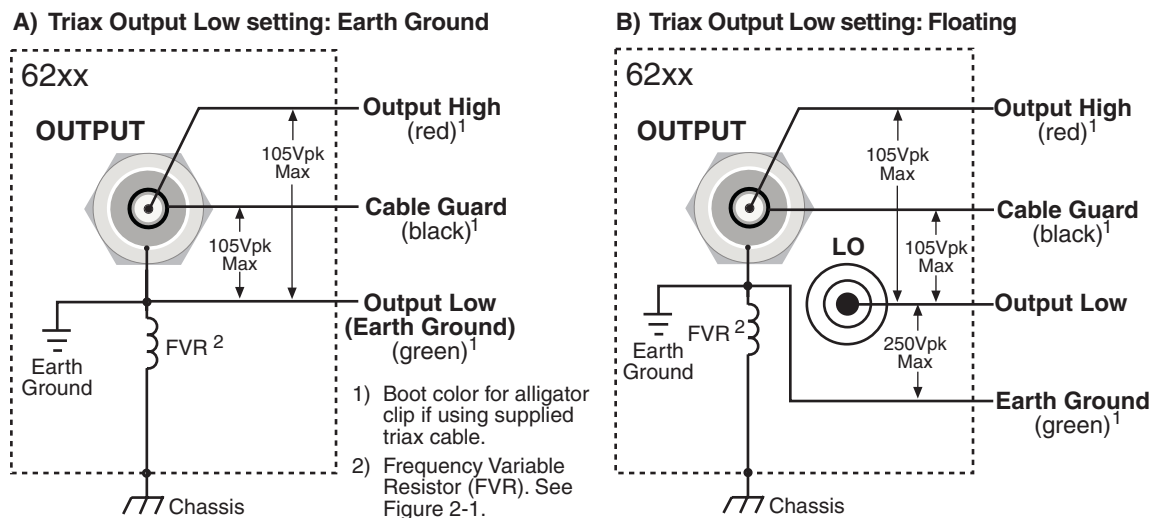 A) Triax Output Low setting: Earth Ground
62xx
OUTPUT
Output High
(red)1
105Vpk
Max
Cable Guard
(black)1
105Vpk
Max
Output Low
(Earth Ground)
(green)1
Earth
Ground
FVR 2
1) Boot color for alligator
clip if using supplied
triax cable.
2) Frequency Variable
Resistor (FVR). See
Figure 2-1.
Chassis
B) Triax Output Low setting: Floating
62xx
OUTPUT
Output High
(red)1
105Vpk
Max
Cable Guard
(black)1
105Vpk
Max
LO
Output Low
250Vpk
Max
Earth
Ground
FVR 2
Earth Ground
(green)1
Chassis